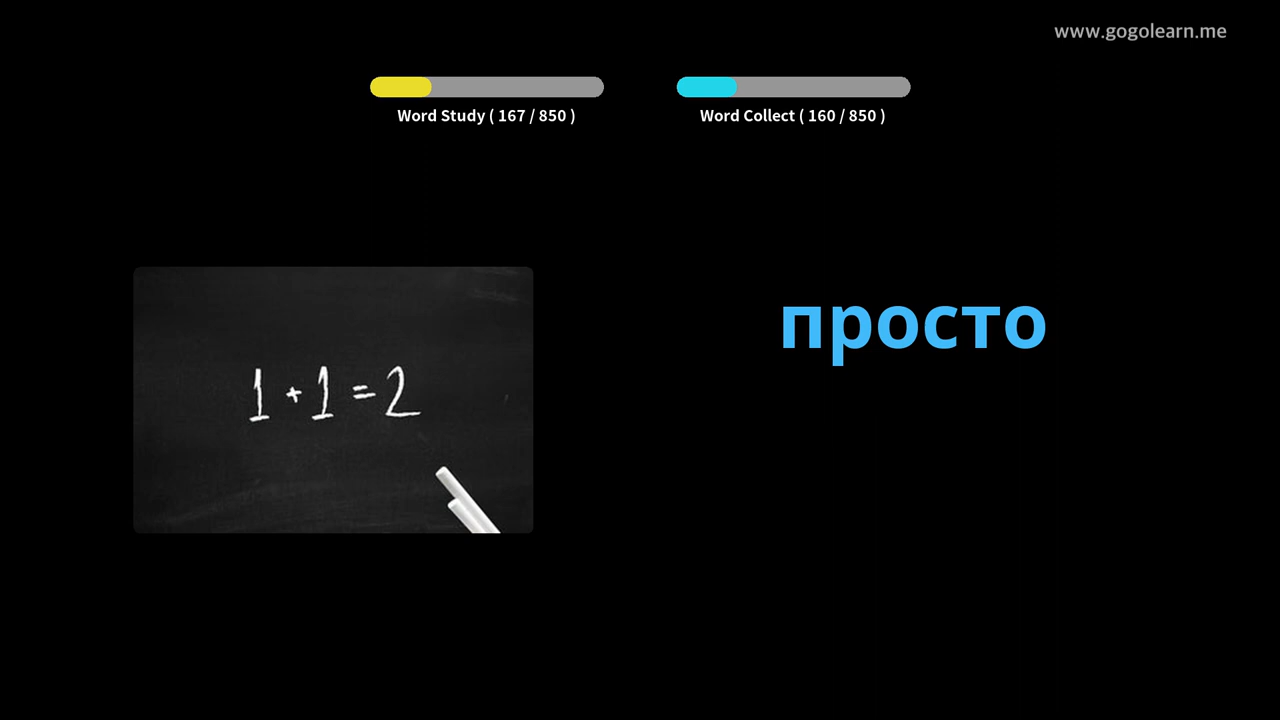 www.gogolearn.me
Word Study ( 167 / 850 )
Word Collect ( 160 / 850 )
1 + 1 = 2
просто